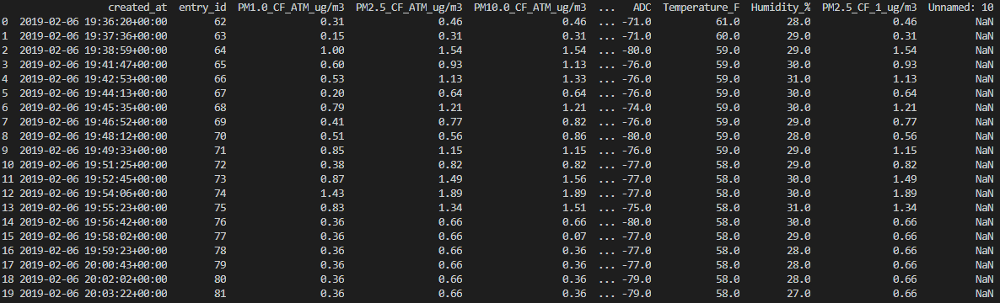 created_at entry_id PM1.0_CF_ATM_ug/m3 PM2.5_CF_ATM_ug/m3 PM10.0_CF_ATM_ug/m3 ... ADC Temperature_F Humidity_% PM2.5_CF_1_ug/m3 Unnamed: 10
0 2019-02-06 19:36:20+00:00 62 0.31 0.46 0.46 ... -71.0 61.0 28.0 0.46 NaN
1 2019-02-06 19:37:36+00:00 63 0.15 0.31 0.31 ... -71.0 60.0 29.0 0.31 NaN
2 2019-02-06 19:38:59+00:00 64 1.00 1.54 1.54 ... -80.0 59.0 29.0 1.54 NaN
3 2019-02-06 19:41:47+00:00 65 0.60 0.93 1.13 ... -76.0 59.0 30.0 0.93 NaN
4 2019-02-06 19:42:53+00:00 66 0.53 1.13 1.33 ... -76.0 59.0 31.0 1.13 NaN
5 2019-02-06 19:44:13+00:00 67 0.20 0.64 0.64 ... -76.0 59.0 30.0 0.64 NaN
6 2019-02-06 19:45:35+00:00 68 0.79 1.21 1.21 ... -74.0 59.0 30.0 1.21 NaN
7 2019-02-06 19:46:52+00:00 69 0.41 0.77 0.82 ... -76.0 59.0 29.0 0.77 NaN
8 2019-02-06 19:48:12+00:00 70 0.51 0.56 0.86 ... -80.0 59.0 28.0 0.56 NaN
9 2019-02-06 19:49:33+00:00 71 0.85 1.15 1.15 ... -76.0 59.0 29.0 1.15 NaN
10 2019-02-06 19:51:25+00:00 72 0.38 0.82 0.82 ... -77.0 58.0 29.0 0.82 NaN
11 2019-02-06 19:52:45+00:00 73 0.87 1.49 1.56 ... -77.0 58.0 30.0 1.49 NaN
12 2019-02-06 19:54:06+00:00 74 1.43 1.89 1.89 ... -77.0 58.0 30.0 1.89 NaN
13 2019-02-06 19:55:23+00:00 75 0.83 1.34 1.51 ... -75.0 58.0 31.0 1.34 NaN
14 2019-02-06 19:56:42+00:00 76 0.36 0.66 0.66 ... -80.0 58.0 30.0 0.66 NaN
15 2019-02-06 19:58:02+00:00 77 0.36 0.66 0.07 ... -77.0 58.0 29.0 0.66 NaN
16 2019-02-06 19:59:23+00:00 78 0.36 0.66 0.36 ... -77.0 58.0 28.0 0.66 NaN
17 2019-02-06 20:00:43+00:00 79 0.36 0.66 0.36 ... -77.0 58.0 28.0 0.66 NaN
18 2019-02-06 20:02:02+00:00 80 0.36 0.66 0.36 ... -79.0 58.0 28.0 0.66 NaN
19 2019-02-06 20:03:22+00:00 81 0.36 0.66 0.36 ... -79.0 58.0 27.0 0.66 NaN